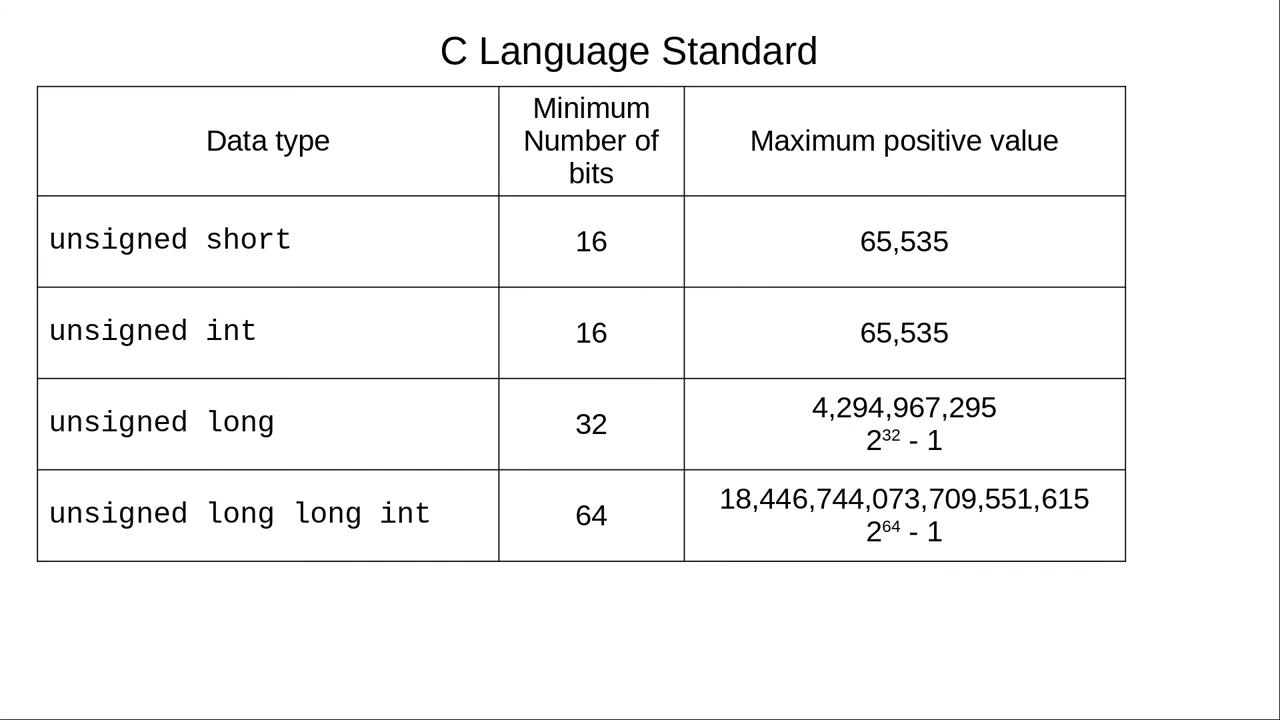 C Language Standard
Data type
Minimum
Number of
bits
Maximum positive value
unsigned short
16
65,535
unsigned int
16
65,535
unsigned long
32
4,294,967,295
2³² - 1
unsigned long long int
64
18,446,744,073,709,551,615
2⁶⁴ - 1